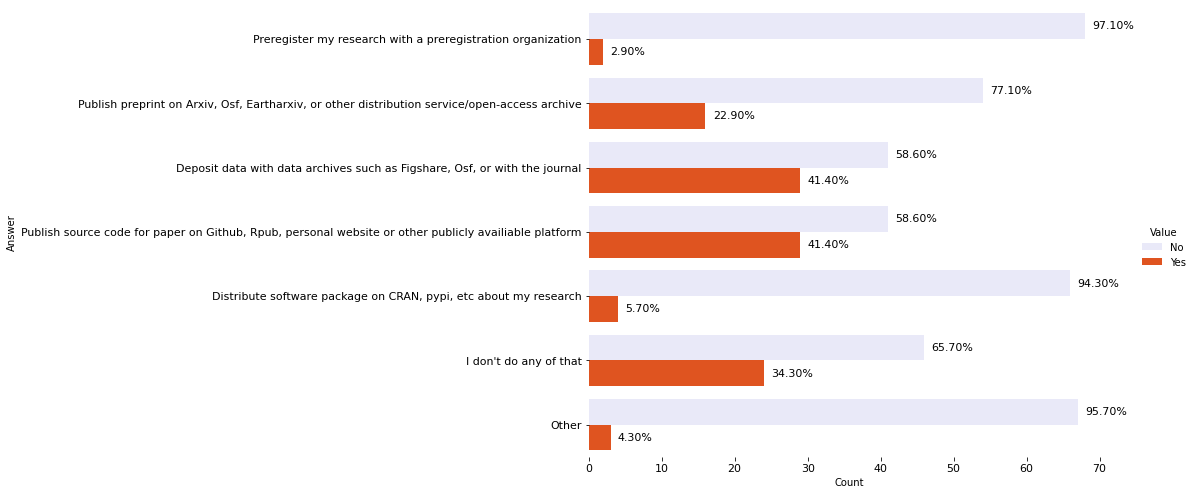 Preregister my research with a preregistration organization
97.10%
2.90%
Publish preprint on Arxiv, Osf, Eartharxiv, or other distribution service/open-access archive
77.10%
22.90%
Deposit data with data archives such as Figshare, Osf, or with the journal
58.60%
41.40%
Answer
Publish source code for paper on Github, Rpub, personal website or other publicly availiable platform
58.60%
41.40%
Value
No
Yes
Distribute software package on CRAN, pypi, etc about my research
94.30%
5.70%
I don't do any of that
65.70%
34.30%
Other
95.70%
4.30%
0 10 20 30 40 50 60 70
Count